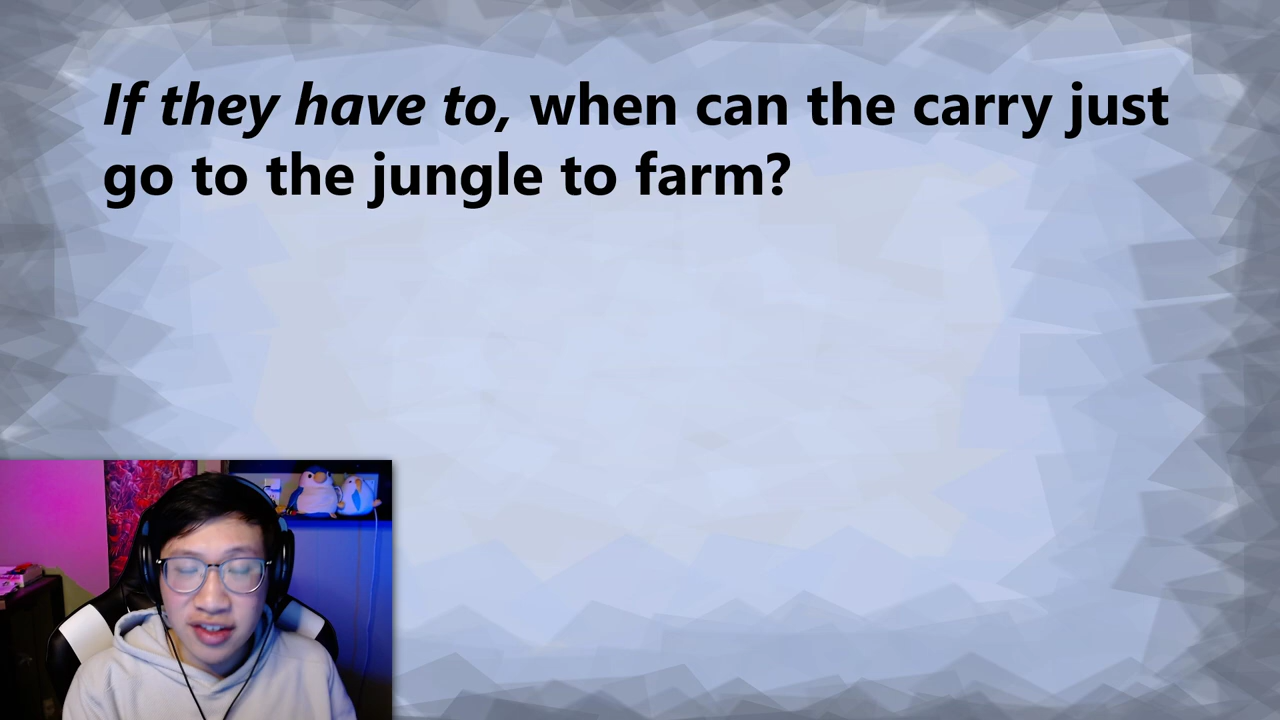 If they have to, when can the carry just
go to the jungle to farm?